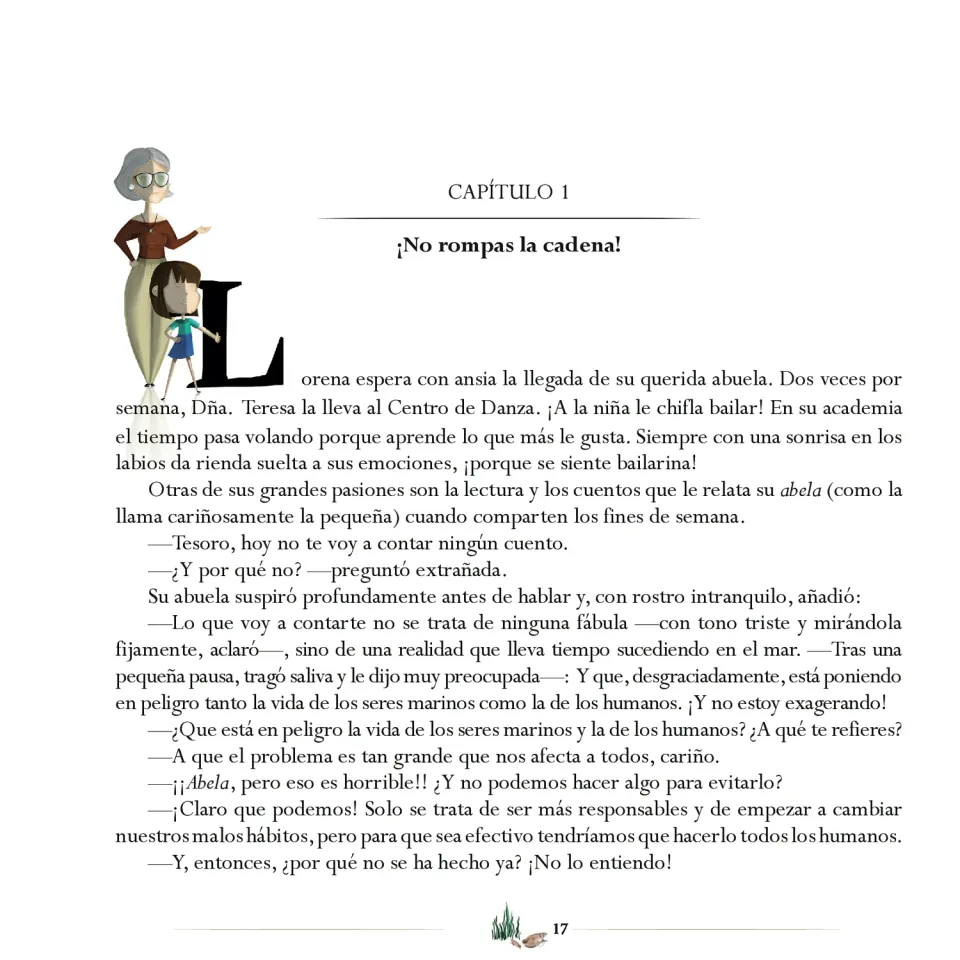 CAPÍTULO 1
¡No rompas la cadena!
Lorena espera con ansia la llegada de su querida abuela. Dos veces por
semana, Dña. Teresa la lleva al Centro de Danza. ¡A la niña le chifla bailar! En su academia
el tiempo pasa volando porque aprende lo que más le gusta. Siempre con una sonrisa en los
labios da rienda suelta a sus emociones, ¡porque se siente bailarina!
Otras de sus grandes pasiones son la lectura y los cuentos que le relata su abela (como la
llama cariñosamente la pequeña) cuando comparten los fines de semana.
—Tesoro, hoy no te voy a contar ningún cuento.
—¿Y por qué no? —preguntó extrañada.
Su abuela suspiró profundamente antes de hablar y, con rostro intranquilo, añadió:
—Lo que voy a contarte no se trata de ninguna fábula —con tono triste y mirándola
fijamente, aclaró—, sino de una realidad que lleva tiempo sucediendo en el mar. —Tras una
pequeña pausa, tragó saliva y le dijo muy preocupada—: Y que, desgraciadamente, está poniendo
en peligro tanto la vida de los seres marinos como la de los humanos. ¡Y no estoy exagerando!
—¿Que está en peligro la vida de los seres marinos y la de los humanos? ¿A qué te refieres?
—A que el problema es tan grande que nos afecta a todos, cariño.
—¡¡Abela, pero eso es horrible!! ¿Y no podemos hacer algo para evitarlo?
—¡Claro que podemos! Solo se trata de ser más responsables y de empezar a cambiar
nuestros malos hábitos, pero para que sea efectivo tendríamos que hacerlo todos los humanos.
—Y, entonces, ¿por qué no se ha hecho ya? ¡No lo entiendo!
17